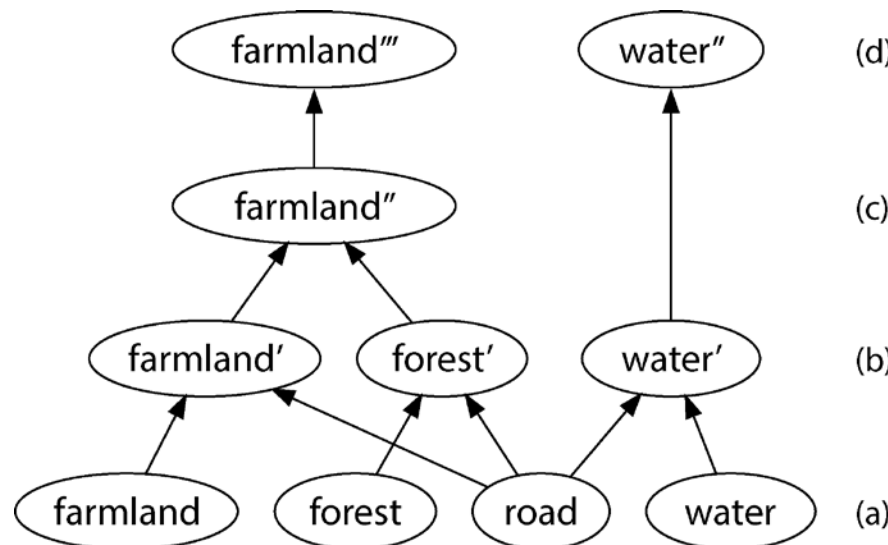 farmland‴ water″ (d)
farmland″ (c)
farmland′ forest′ water′ (b)
farmland forest road water (a)